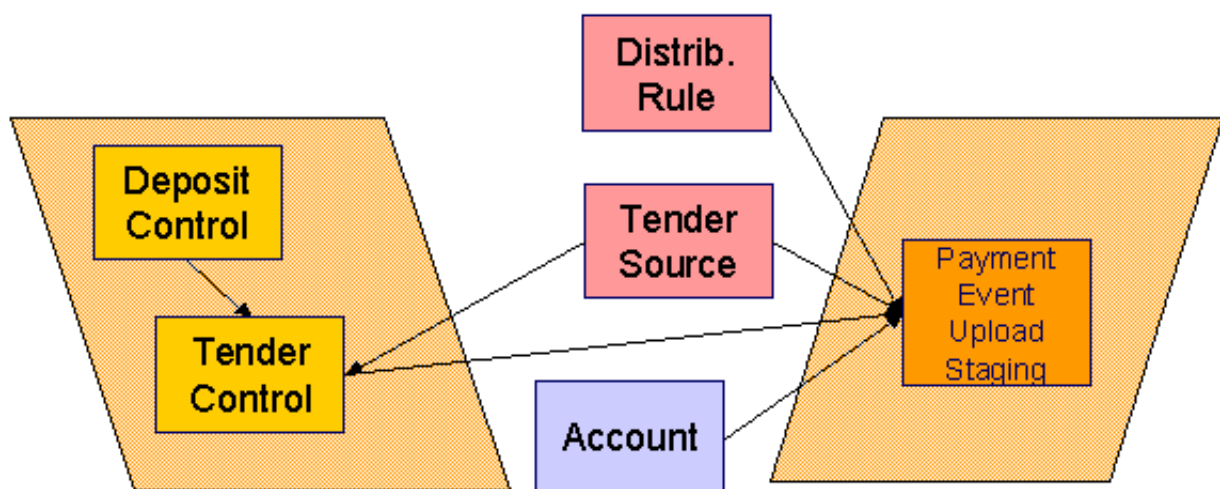 Distrib.
Rule
Deposit
Control
Tender
Source
Payment
Event
Upload
Staging
Tender
Control
Account